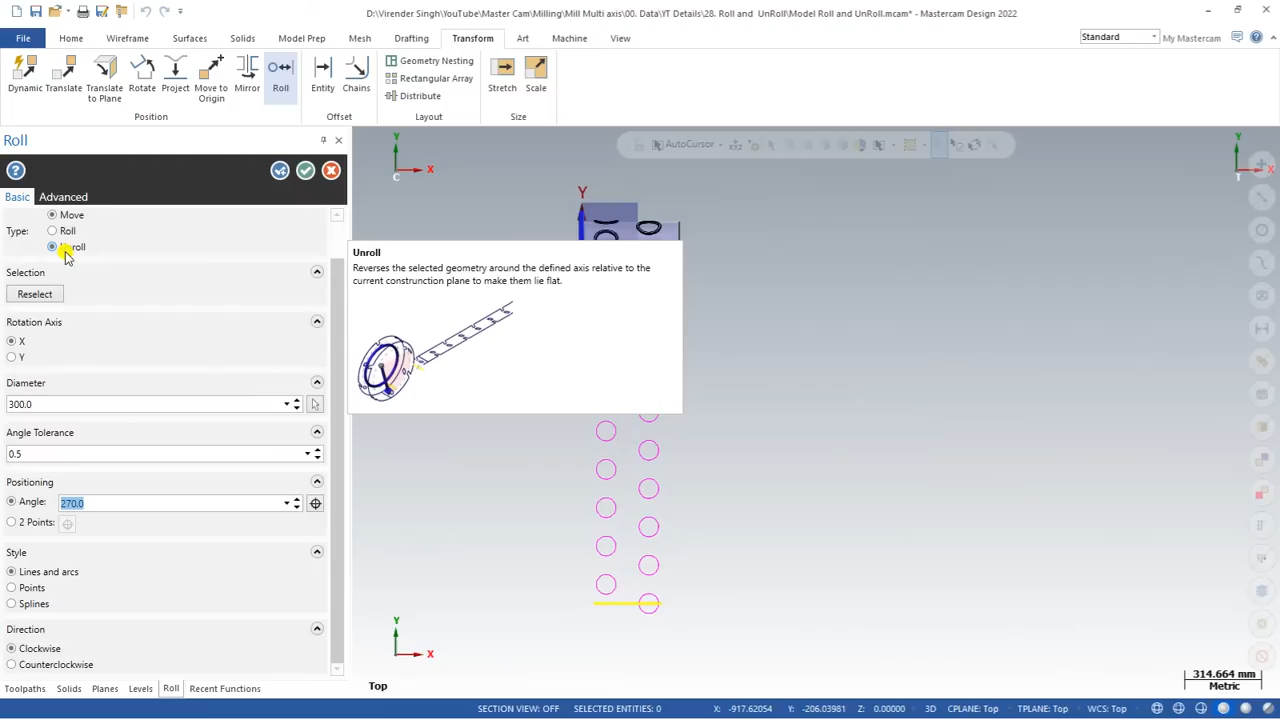 D:\Virender Singh\YouTube\Master Cam\Milling\Mill Multi axis\00. Data\YT Details\28. Roll and UnRoll\Model Roll and UnRoll.mcam* - Mastercam Design 2022
File Home Wireframe Surfaces Solids Model Prep Mesh Drafting Transform Art Machine View
Standard My Mastercam
Dynamic Translate Translate to Plane Rotate Project Move to Origin Mirror Roll Entity Chains
Geometry Nesting
Rectangular Array
Distribute
Stretch Scale
Position Offset Layout Size
Roll
Basic Advanced
Move
Type: Roll
Unroll
Selection
Reselect
Rotation Axis
X
Y
Diameter
300.0
Angle Tolerance
0.5
Positioning
Angle: 270.0
2 Points:
Style
Lines and arcs
Points
Splines
Direction
Clockwise
Counterclockwise
AutoCursor
Y
X
C
Y
X
T
Y
Unroll
Reverses the selected geometry around the defined axis relative to the
current construnction plane to make them lie flat.
Y
X
Top
314.664 mm
Metric
Toolpaths Solids Planes Levels Roll Recent Functions
SECTION VIEW: OFF SELECTED ENTITIES: 0 X: -917.62054 Y: -206.03981 Z: 0.00000 3D CPLANE: Top TPLANE: Top WCS: Top